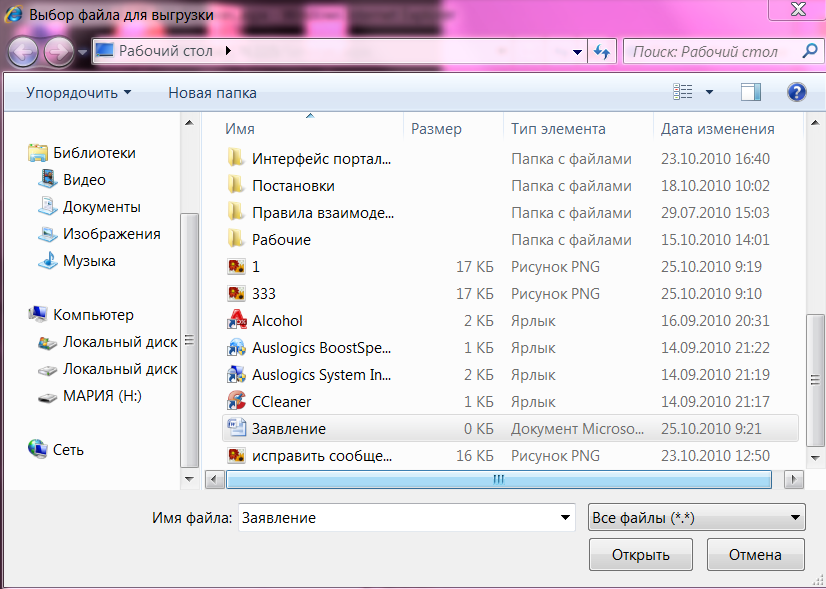 Выбор файла для выгрузки
Рабочий стол
Поиск: Рабочий стол
Упорядочить Новая папка
Имя Размер Тип элемента Дата изменения
Библиотеки
Видео
Документы
Изображения
Музыка
Компьютер
Локальный диск
Локальный диск
МАРИЯ (H:)
Сеть
Интерфейс портал... Папка с файлами 23.10.2010 16:40
Постановки Папка с файлами 18.10.2010 10:02
Правила взаимоде... Папка с файлами 29.07.2010 15:03
Рабочие Папка с файлами 15.10.2010 14:01
1 17 КБ Рисунок PNG 25.10.2010 9:19
333 17 КБ Рисунок PNG 25.10.2010 9:10
Alcohol 2 КБ Ярлык 16.09.2010 20:31
Auslogics BoostSpe... 1 КБ Ярлык 14.09.2010 21:22
Auslogics System In... 2 КБ Ярлык 14.09.2010 21:19
CCleaner 1 КБ Ярлык 14.09.2010 21:17
Заявление 0 КБ Документ Microso... 25.10.2010 9:21
исправить сообще... 16 КБ Рисунок PNG 23.10.2010 12:50
Имя файла: Заявление Все файлы (*.*)
Открыть Отмена